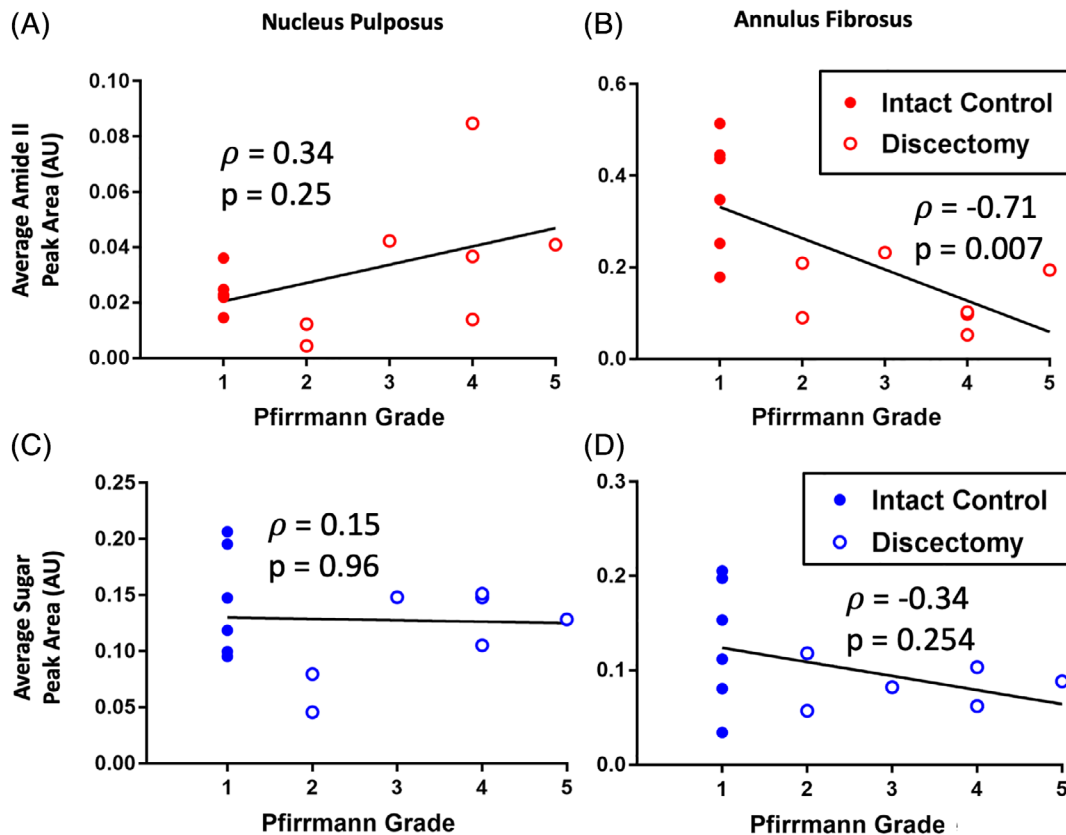 (A)
Nucleus Pulposus
Average Amide II
Peak Area (AU)
0.10
0.08
0.06
0.04
0.02
0.00
ρ = 0.34
p = 0.25
1 2 3 4 5
Pfirrmann Grade
(B)
Annulus Fibrosus
0.6
0.4
0.2
0.0
Intact Control
Discectomy
ρ = -0.71
p = 0.007
1 2 3 4 5
Pfirrmann Grade
(C)
Average Sugar
Peak Area (AU)
0.25
0.20
0.15
0.10
0.05
0.00
ρ = 0.15
p = 0.96
1 2 3 4 5
Pfirrmann Grade
(D)
0.3
0.2
0.1
0.0
Intact Control
Discectomy
ρ = -0.34
p = 0.254
1 2 3 4 5
Pfirrmann Grade